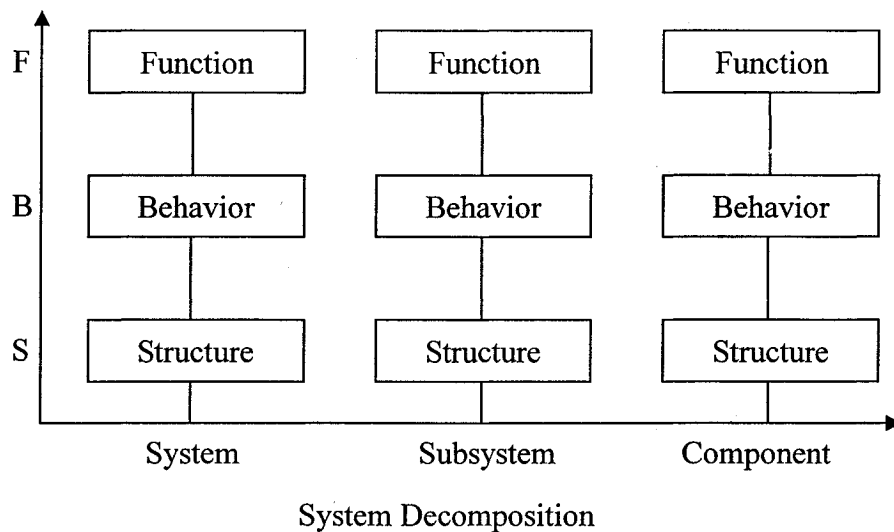 F Function Function Function
B Behavior Behavior Behavior
S Structure Structure Structure
System Subsystem Component
System Decomposition